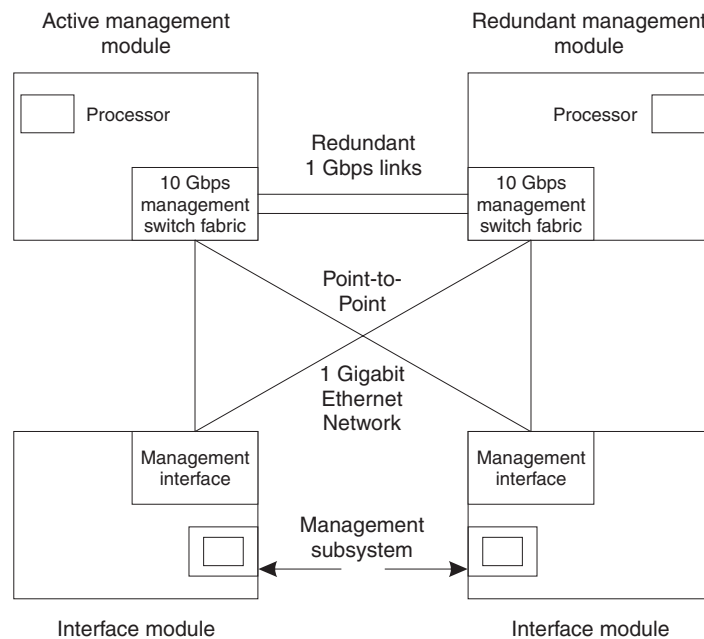 Active management
module
Redundant management
module
Processor
Processor
Redundant
1 Gbps links
10 Gbps
management
switch fabric
10 Gbps
management
switch fabric
Point-to-
Point
1 Gigabit
Ethernet
Network
Management
interface
Management
interface
Management
subsystem
Interface module
Interface module